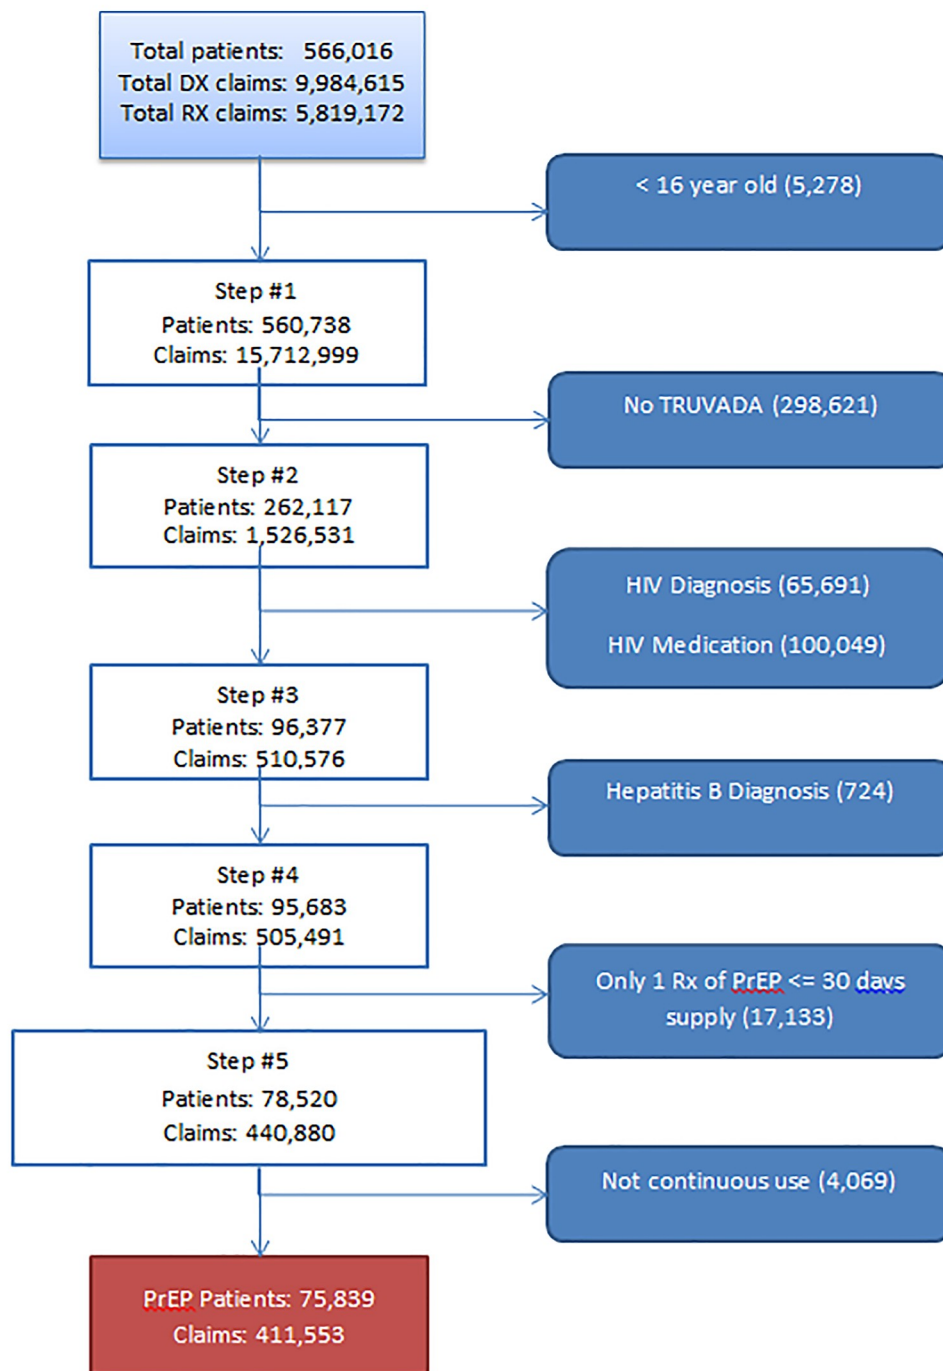 Total patients: 566,016
Total DX claims: 9,984,615
Total RX claims: 5,819,172
< 16 year old (5,278)
Step #1
Patients: 560,738
Claims: 15,712,999
No TRUVADA (298,621)
Step #2
Patients: 262,117
Claims: 1,526,531
HIV Diagnosis (65,691)
HIV Medication (100,049)
Step #3
Patients: 96,377
Claims: 510,576
Hepatitis B Diagnosis (724)
Step #4
Patients: 95,683
Claims: 505,491
Only 1 Rx of PrEP <= 30 days
supply (17,133)
Step #5
Patients: 78,520
Claims: 440,880
Not continuous use (4,069)
PrEP Patients: 75,839
Claims: 411,553